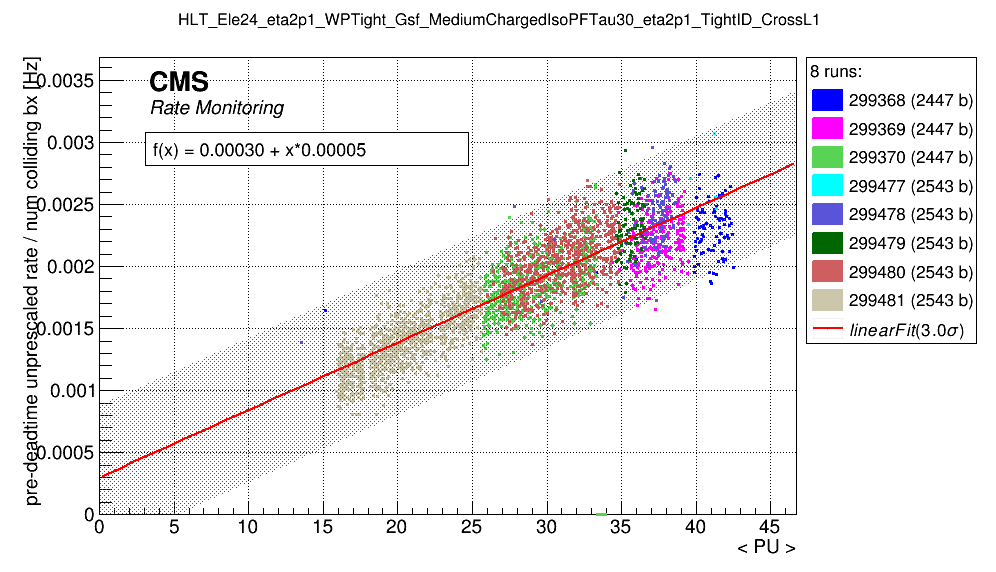 HLT_Ele24_eta2p1_WPTight_Gsf_MediumChargedIsoPFTau30_eta2p1_TightID_CrossL1
pre-deadtime unprescaled rate / num colliding bx [Hz]
0.0035
0.003
0.0025
0.002
0.0015
0.001
0.0005
0
CMS
Rate Monitoring
f(x) = 0.00030 + x*0.00005
0 5 10 15 20 25 30 35 40 45
< PU >
8 runs:
299368 (2447 b)
299369 (2447 b)
299370 (2447 b)
299477 (2543 b)
299478 (2543 b)
299479 (2543 b)
299480 (2543 b)
299481 (2543 b)
linearFit(3.0σ)